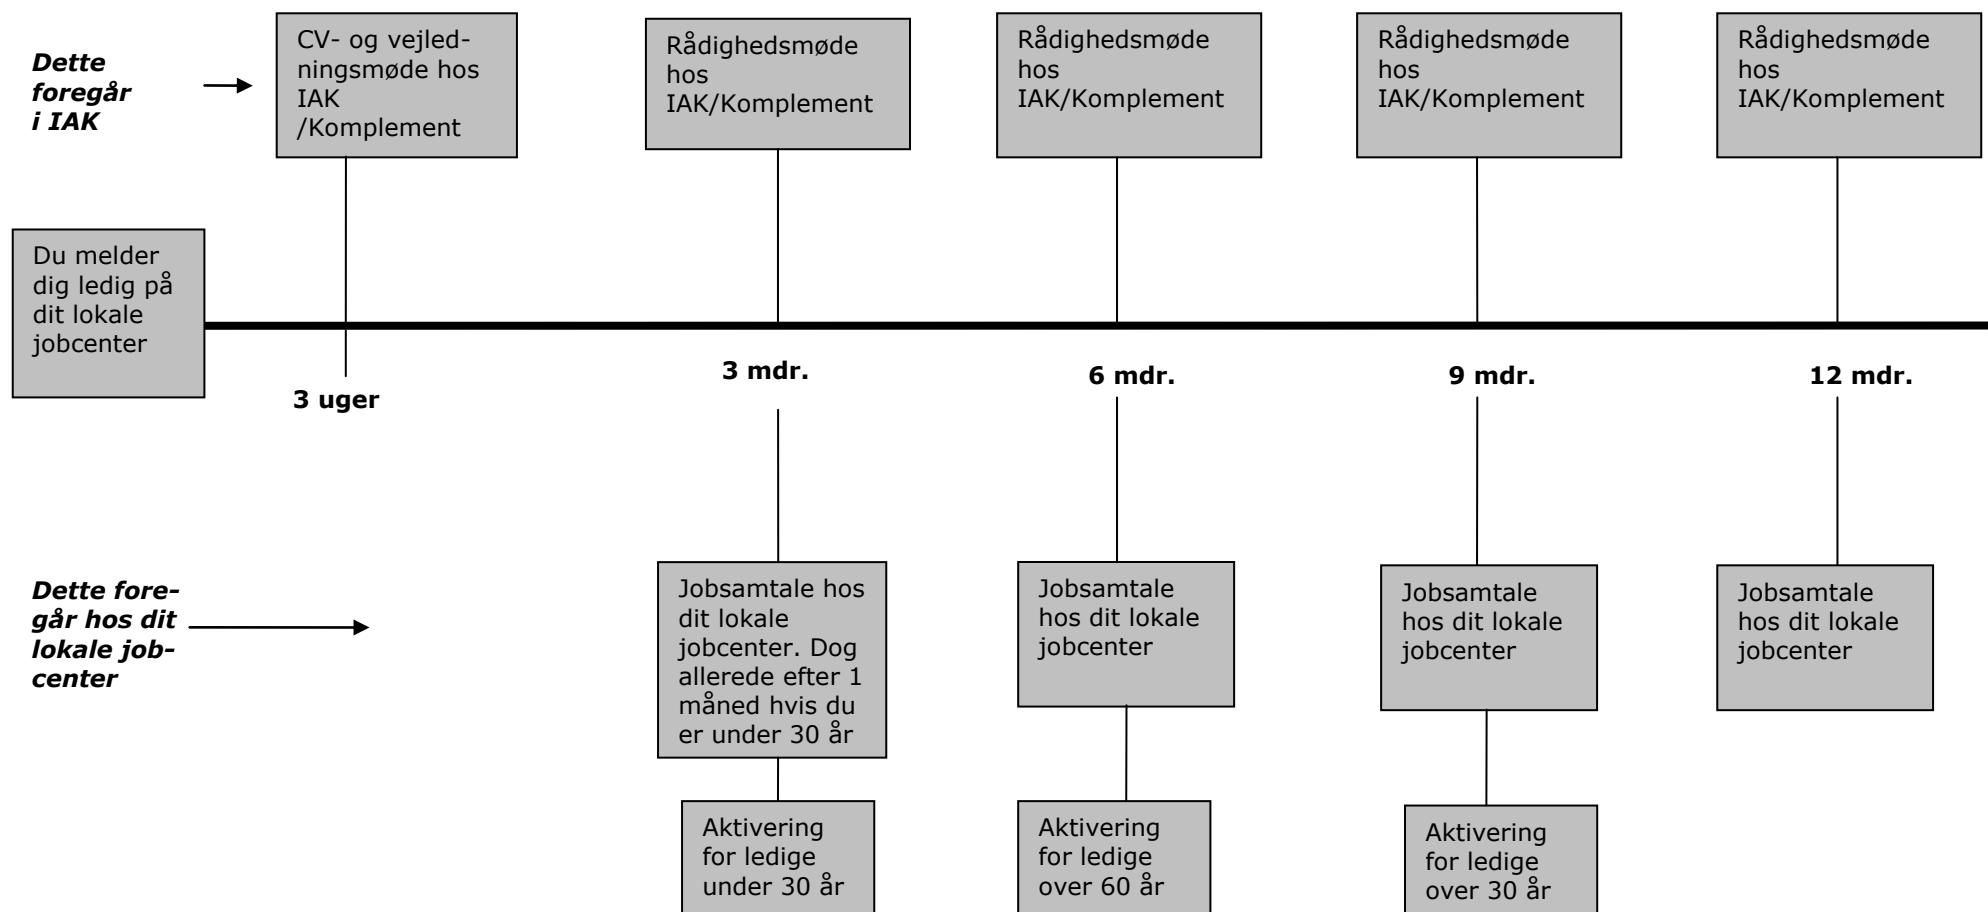 Dette
foregår
i IAK
CV- og vejled-
ningsmøde hos
IAK
/Komplement
Rådighedsmøde
hos
IAK/Komplement
Rådighedsmøde
hos
IAK/Komplement
Rådighedsmøde
hos
IAK/Komplement
Rådighedsmøde
hos
IAK/Komplement
Du melder
dig ledig på
dit lokale
jobcenter
3 uger
3 mdr.
6 mdr.
9 mdr.
12 mdr.
Dette fore-
går hos dit
lokale job-
center
Jobsamtale hos
dit lokale
jobcenter. Dog
allerede efter 1
måned hvis du
er under 30 år
Jobsamtale
hos dit lokale
jobcenter
Jobsamtale
hos dit lokale
jobcenter
Jobsamtale
hos dit lokale
jobcenter
Aktivering
for ledige
under 30 år
Aktivering
for ledige
over 60 år
Aktivering
for ledige
over 30 år